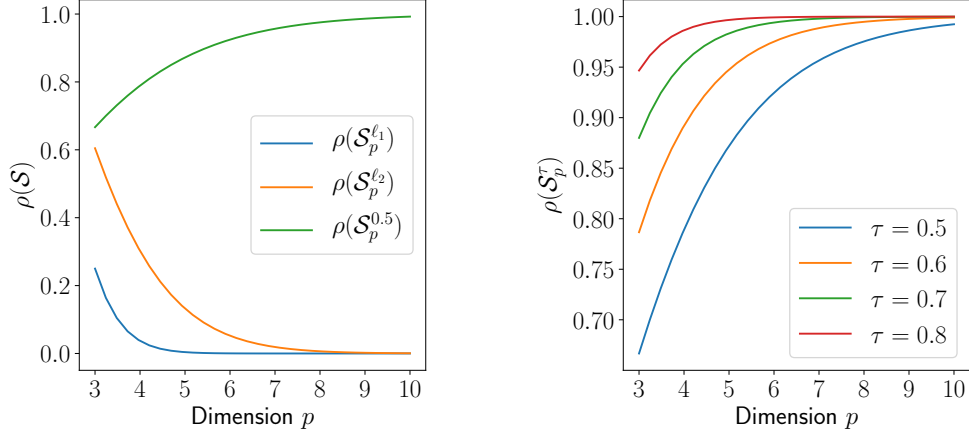 ρ(𝒮)
1.0
0.8
0.6
0.4
0.2
0.0
ρ(𝒮_p^{ℓ_1})
ρ(𝒮_p^{ℓ_2})
ρ(𝒮_p^{0.5})
3 4 5 6 7 8 9 10
Dimension p
ρ(𝒮_p^τ)
1.00
0.95
0.90
0.85
0.80
0.75
0.70
τ = 0.5
τ = 0.6
τ = 0.7
τ = 0.8
3 4 5 6 7 8 9 10
Dimension p